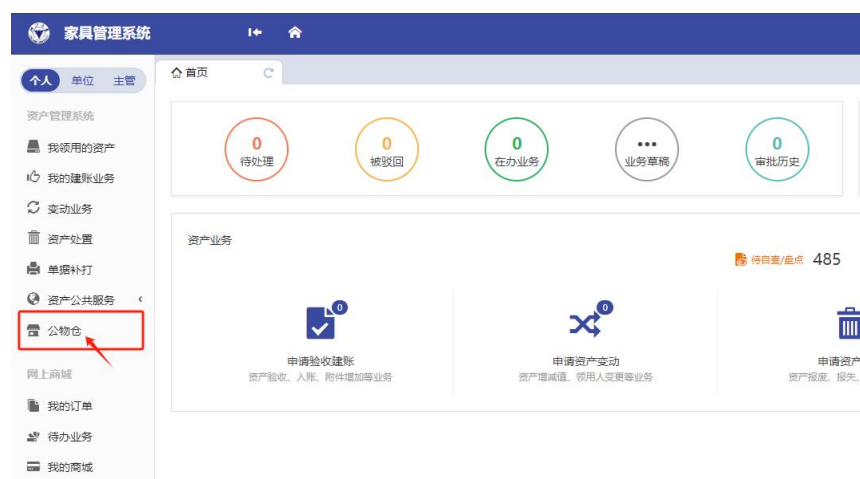 家具管理系统
个人 单位 主管
首页
资产管理系统
我领用的资产
我的建账业务
变动业务
资产处置
单据补打
资产公共服务
公物仓
网上商城
我的订单
待办业务
我的商城
0
待处理
0
被驳回
0
在办业务
业务草稿
0
审批历史
资产业务
待自查/盘点 485
0
申请验收建账
资产验收、入账、附件增加等业务
0
申请资产变动
资产增减值、领用人变更等业务
申请资产
资产报废、报失、